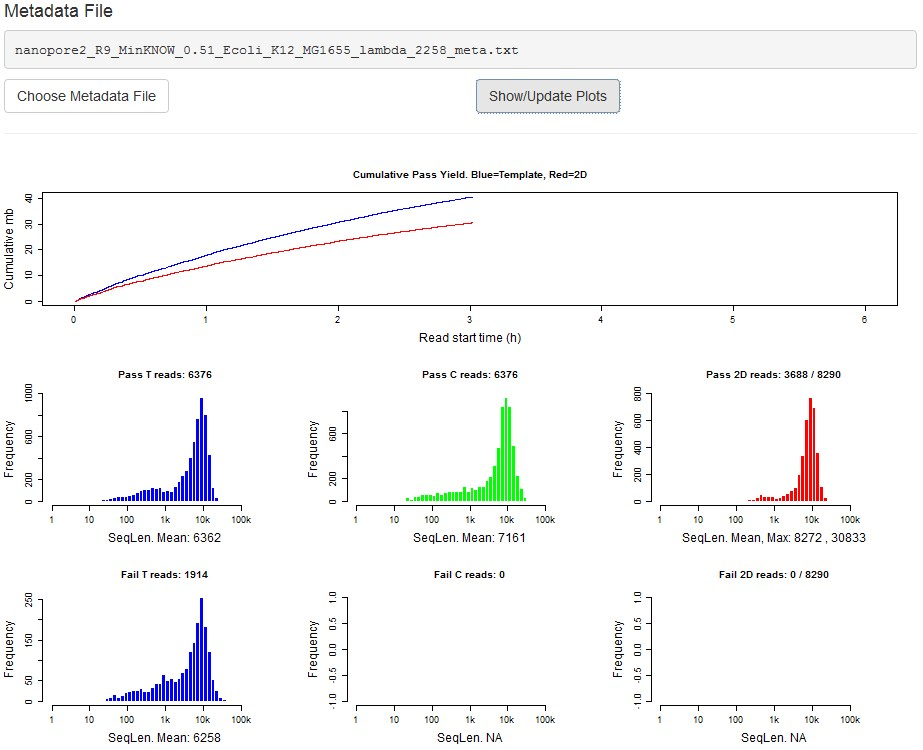 Metadata File
nanopore2_R9_MinKNOW_0.51_Ecoli_K12_MG1655_lambda_2258_meta.txt
Choose Metadata File
Show/Update Plots
Cumulative Pass Yield. Blue=Template, Red=2D
Cumulative mb
0 10 20 30 40
0 1 2 3 4 5 6
Read start time (h)
Pass T reads: 6376
Frequency
0 200 600 1000
1 10 100 1k 10k 100k
SeqLen. Mean: 6362
Pass C reads: 6376
Frequency
0 200 600
1 10 100 1k 10k 100k
SeqLen. Mean: 7161
Pass 2D reads: 3688 / 8290
Frequency
0 200 400 600 800
1 10 100 1k 10k 100k
SeqLen. Mean, Max: 8272 , 30833
Fail T reads: 1914
Frequency
0 50 150 250
1 10 100 1k 10k 100k
SeqLen. Mean: 6258
Fail C reads: 0
Frequency
-1.0 -0.5 0.0 0.5 1.0
1 10 100 1k 10k 100k
SeqLen. NA
Fail 2D reads: 0 / 8290
Frequency
-1.0 -0.5 0.0 0.5 1.0
1 10 100 1k 10k 100k
SeqLen. NA